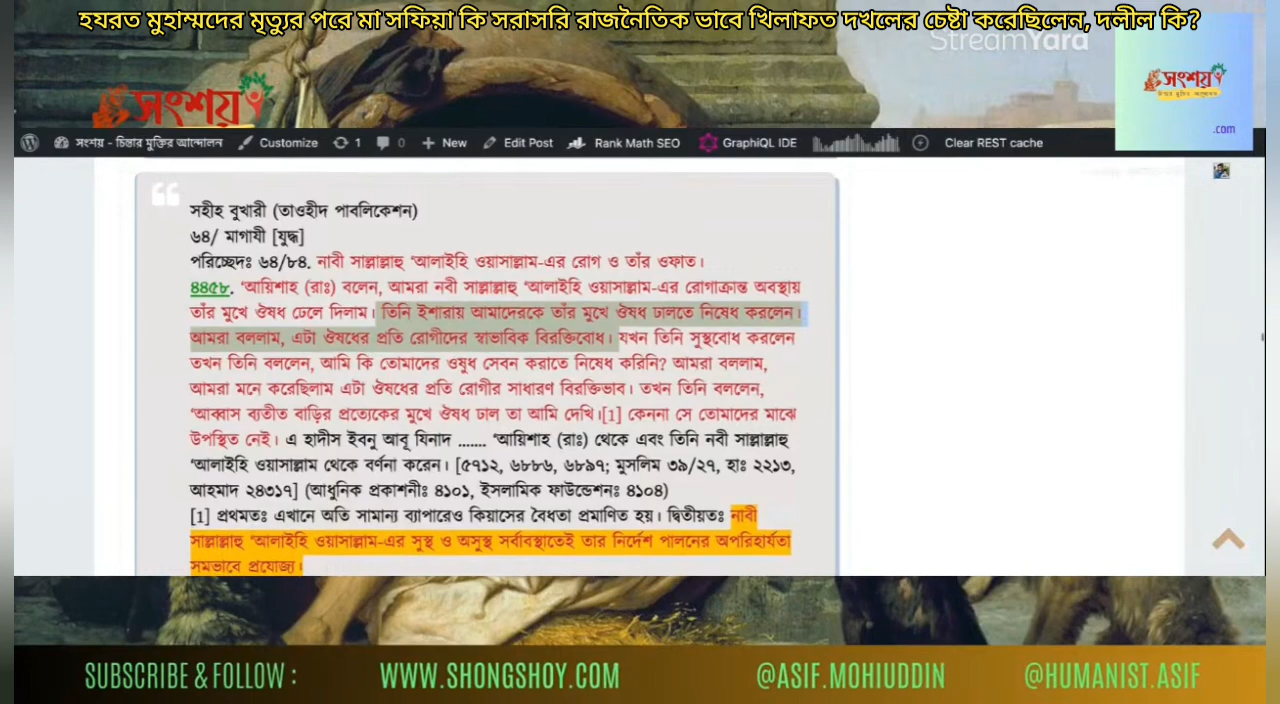 হযরত মুহাম্মদের মৃত্যুর পরে মা সফিয়া কি সরাসরি রাজনৈতিক ভাবে খিলাফত দখলের চেষ্টা করেছিলেন, দলীল কি?
StreamYard
সংশয়
সংশয়
চিন্তার মুক্তির আন্দোলন
.com
সংশয় - চিন্তার মুক্তির আন্দোলন Customize 1 0 New Edit Post Rank Math SEO GraphiQL IDE Clear REST cache
সহীহ বুখারী (তাওহীদ পাবলিকেশন)
৬৪/ মাগাযী [যুদ্ধ]
পরিচ্ছেদঃ ৬৪/৮৪. নাবী সাল্লাল্লাহু ‘আলাইহি ওয়াসাল্লাম-এর রোগ ও তাঁর ওফাত।
৪৪৫৮. ‘আয়িশাহ (রাঃ) বলেন, আমরা নবী সাল্লাল্লাহু ‘আলাইহি ওয়াসাল্লাম-এর রোগাক্রান্ত অবস্থায়
তাঁর মুখে ঔষধ ঢেলে দিলাম। তিনি ইশারায় আমাদেরকে তাঁর মুখে ঔষধ ঢালতে নিষেধ করলেন।
আমরা বললাম, এটা ঔষধের প্রতি রোগীদের স্বাভাবিক বিরক্তিবোধ। যখন তিনি সুস্থবোধ করলেন
তখন তিনি বললেন, আমি কি তোমাদের ওষুধ সেবন করাতে নিষেধ করিনি? আমরা বললাম,
আমরা মনে করেছিলাম এটা ঔষধের প্রতি রোগীর সাধারণ বিরক্তিভাব। তখন তিনি বললেন,
‘আব্বাস ব্যতীত বাড়ির প্রত্যেকের মুখে ঔষধ ঢাল তা আমি দেখি।[1] কেননা সে তোমাদের মাঝে
উপস্থিত নেই। এ হাদীস ইবনু আবূ যিনাদ ....... ‘আয়িশাহ (রাঃ) থেকে এবং তিনি নবী সাল্লাল্লাহু
‘আলাইহি ওয়াসাল্লাম থেকে বর্ণনা করেন। [৫৭১২, ৬৮৮৬, ৬৮৯৭; মুসলিম ৩৯/২৭, হাঃ ২২১৩,
আহমাদ ২৪৩১৭] (আধুনিক প্রকাশনীঃ ৪১০১, ইসলামিক ফাউন্ডেশনঃ ৪১০৪)
[1] প্রথমতঃ এখানে অতি সামান্য ব্যাপারেও কিয়াসের বৈধতা প্রমাণিত হয়। দ্বিতীয়তঃ নাবী
সাল্লাল্লাহু ‘আলাইহি ওয়াসাল্লাম-এর সুস্থ ও অসুস্থ সর্বাবস্থাতেই তার নির্দেশ পালনের অপরিহার্যতা
সমভাবে প্রযোজ্য।
SUBSCRIBE & FOLLOW : WWW.SHONGSHOY.COM @ASIF.MOHIUDDIN @HUMANIST.ASIF